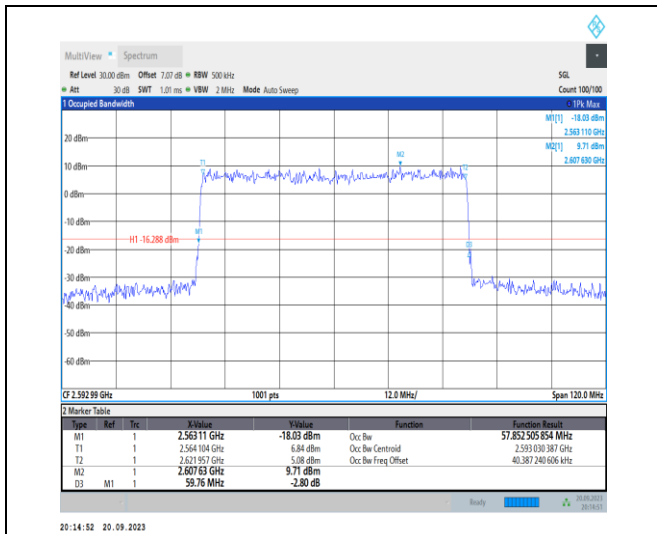 MultiView Spectrum
Ref Level 30.00 dBm Offset 7.07 dB RBW 500 kHz SGL
Att 30 dB SWT 1.01 ms VBW 2 MHz Mode Auto Sweep Count 100/100
1 Occupied Bandwidth 1Pk Max
M1[1] -18.03 dBm
2.563 110 GHz
M2[1] 9.71 dBm
2.607 630 GHz
20 dBm
10 dBm
0 dBm
-10 dBm
H1 -16.288 dBm
-20 dBm
-30 dBm
-40 dBm
-50 dBm
-60 dBm
T1
M2
T2
M1
D3
CF 2.592 99 GHz 1001 pts 12.0 MHz/ Span 120.0 MHz
2 Marker Table
Type Ref Trc X-Value Y-Value Function Function Result
M1 1 2.563 11 GHz -18.03 dBm Occ Bw 57.852 505 854 MHz
T1 1 2.564 104 GHz 6.84 dBm Occ Bw Centroid 2.593 030 387 GHz
T2 1 2.621 957 GHz 5.08 dBm Occ Bw Freq Offset 40.387 240 606 kHz
M2 1 2.607 63 GHz 9.71 dBm
D3 M1 1 59.76 MHz -2.80 dB
Ready 20.09.2023
20:14:51
20:14:52 20.09.2023